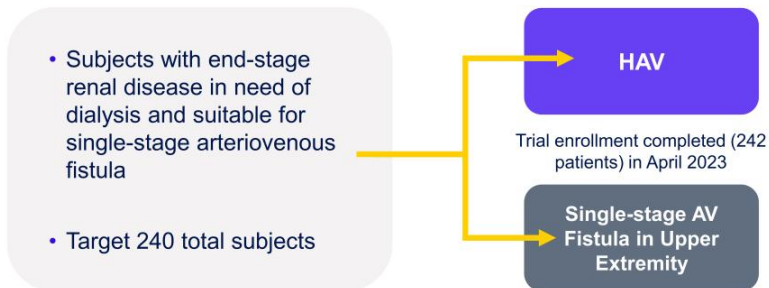 • Subjects with end-stage
renal disease in need of
dialysis and suitable for
single-stage arteriovenous
fistula
• Target 240 total subjects
HAV
Trial enrollment completed (242
patients) in April 2023
Single-stage AV
Fistula in Upper
Extremity